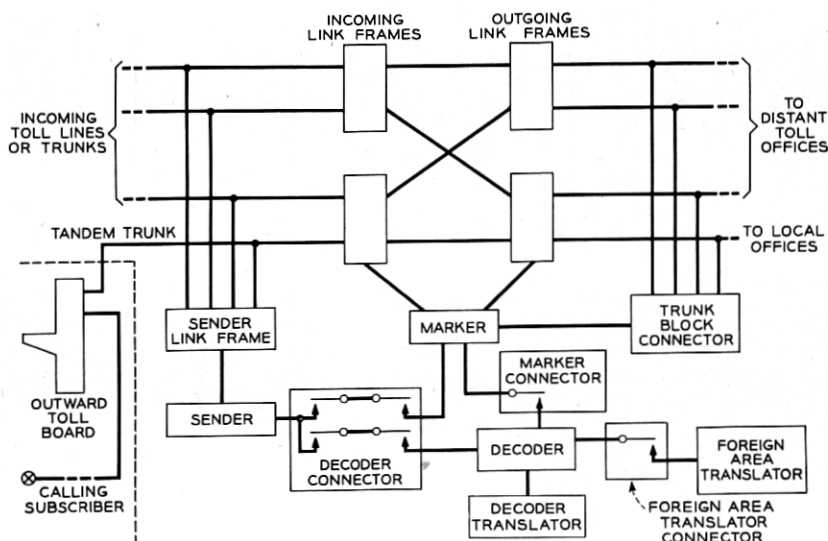 INCOMING
LINK FRAMES
OUTGOING
LINK FRAMES
INCOMING
TOLL LINES
OR TRUNKS
TO
DISTANT
TOLL
OFFICES
TANDEM TRUNK
TO LOCAL
OFFICES
SENDER
LINK FRAME
MARKER
TRUNK
BLOCK
CONNECTOR
MARKER
CONNECTOR
OUTWARD
TOLL
BOARD
SENDER
DECODER
CONNECTOR
DECODER
FOREIGN
AREA
TRANSLATOR
CALLING
SUBSCRIBER
DECODER
TRANSLATOR
FOREIGN AREA
TRANSLATOR
CONNECTOR